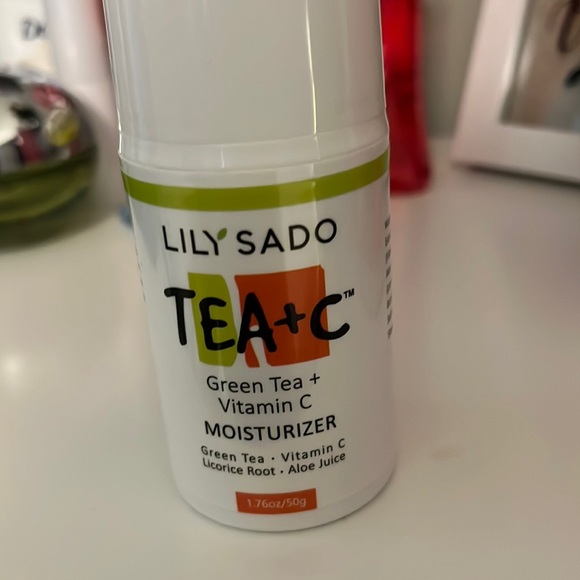 LILY SADO
TEA+C™
Green Tea +
Vitamin C
MOISTURIZER
Green Tea · Vitamin C
Licorice Root · Aloe Juice
1.76oz/50g